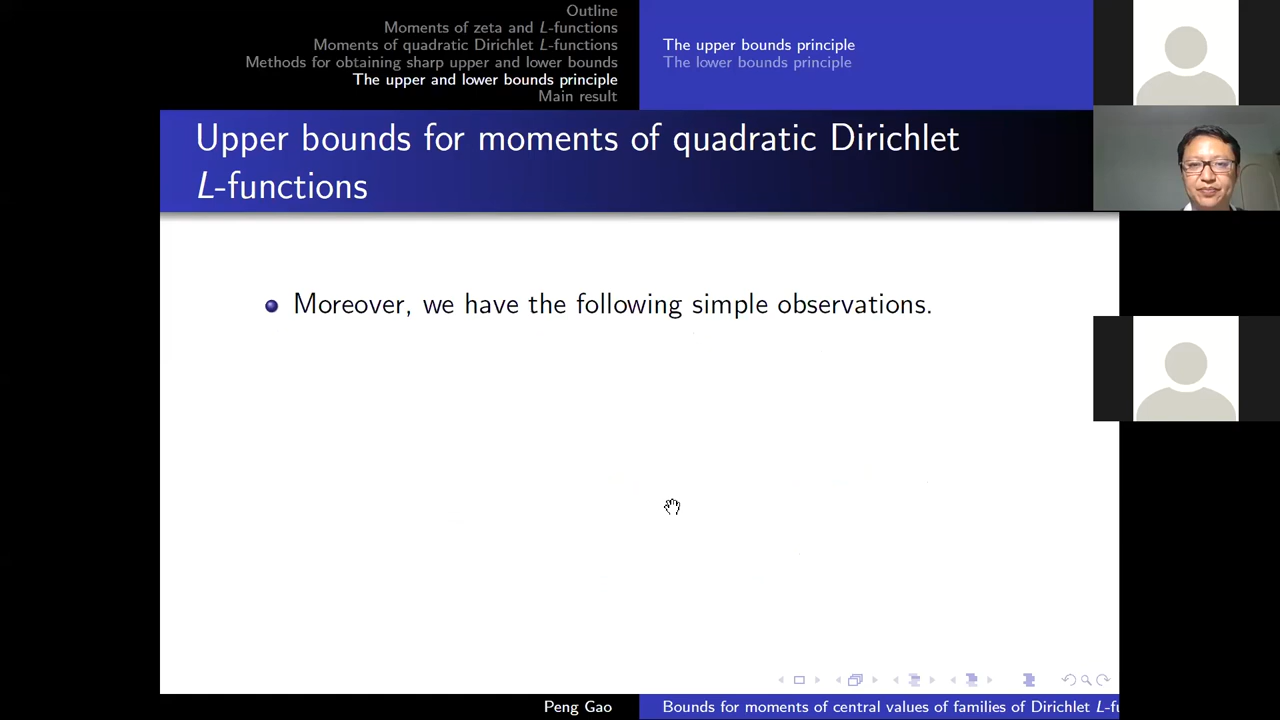 Outline
Moments of zeta and L-functions
Moments of quadratic Dirichlet L-functions
Methods for obtaining sharp upper and lower bounds
The upper and lower bounds principle
Main result
The upper bounds principle
The lower bounds principle
Upper bounds for moments of quadratic Dirichlet
L-functions
Moreover, we have the following simple observations.
Peng Gao
Bounds for moments of central values of families of Dirichlet L-fu